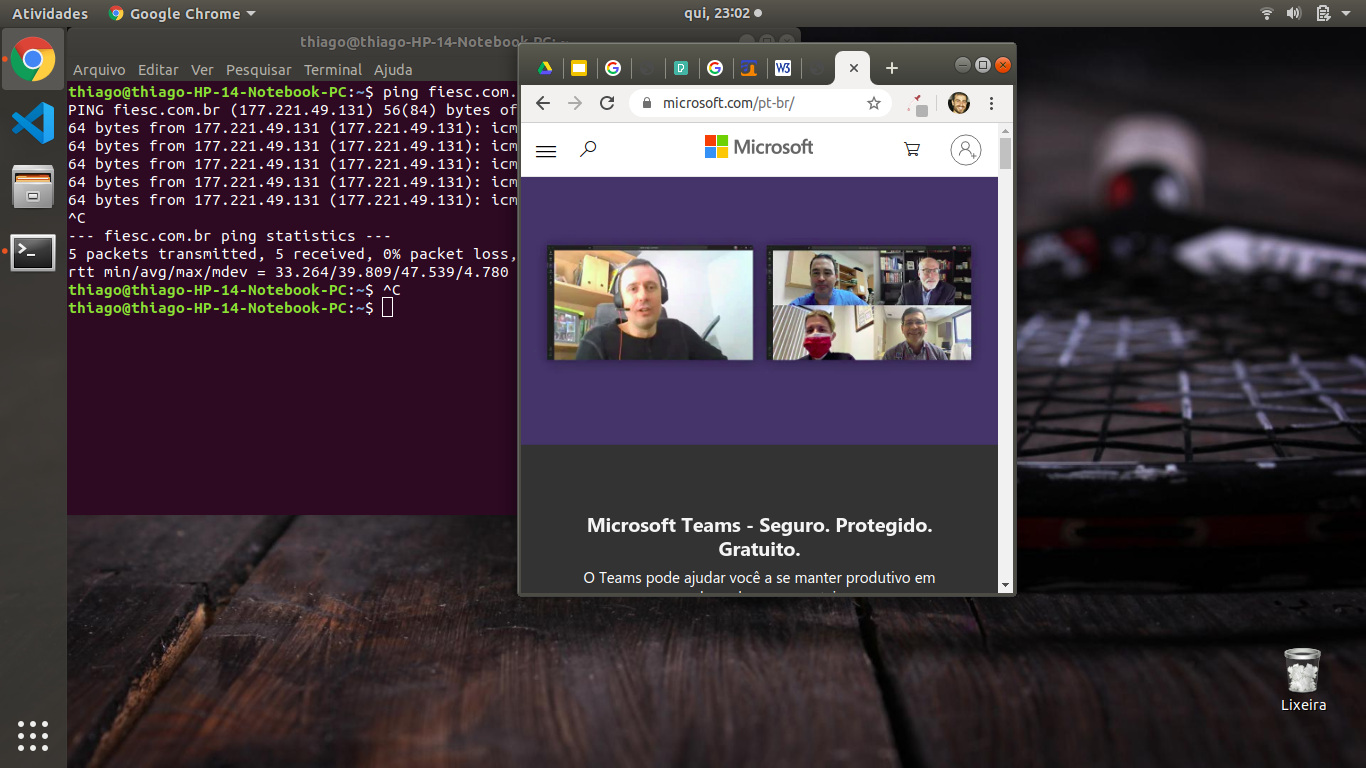 Atividades
Google Chrome
qui, 23:02
thiago@thiago-HP-14-Notebook-PC: ~
Arquivo Editar Ver Pesquisar Terminal Ajuda
thiago@thiago-HP-14-Notebook-PC:~$ ping fiesc.com.
PING fiesc.com.br (177.221.49.131) 56(84) bytes of
64 bytes from 177.221.49.131 (177.221.49.131): icm
64 bytes from 177.221.49.131 (177.221.49.131): icm
64 bytes from 177.221.49.131 (177.221.49.131): icm
64 bytes from 177.221.49.131 (177.221.49.131): icm
64 bytes from 177.221.49.131 (177.221.49.131): icm
^C
--- fiesc.com.br ping statistics ---
5 packets transmitted, 5 received, 0% packet loss,
rtt min/avg/max/mdev = 33.264/39.809/47.539/4.780
thiago@thiago-HP-14-Notebook-PC:~$ ^C
thiago@thiago-HP-14-Notebook-PC:~$
W3
microsoft.com/pt-br/
Microsoft
Microsoft Teams - Seguro. Protegido.
Gratuito.
O Teams pode ajudar você a se manter produtivo em
Lixeira